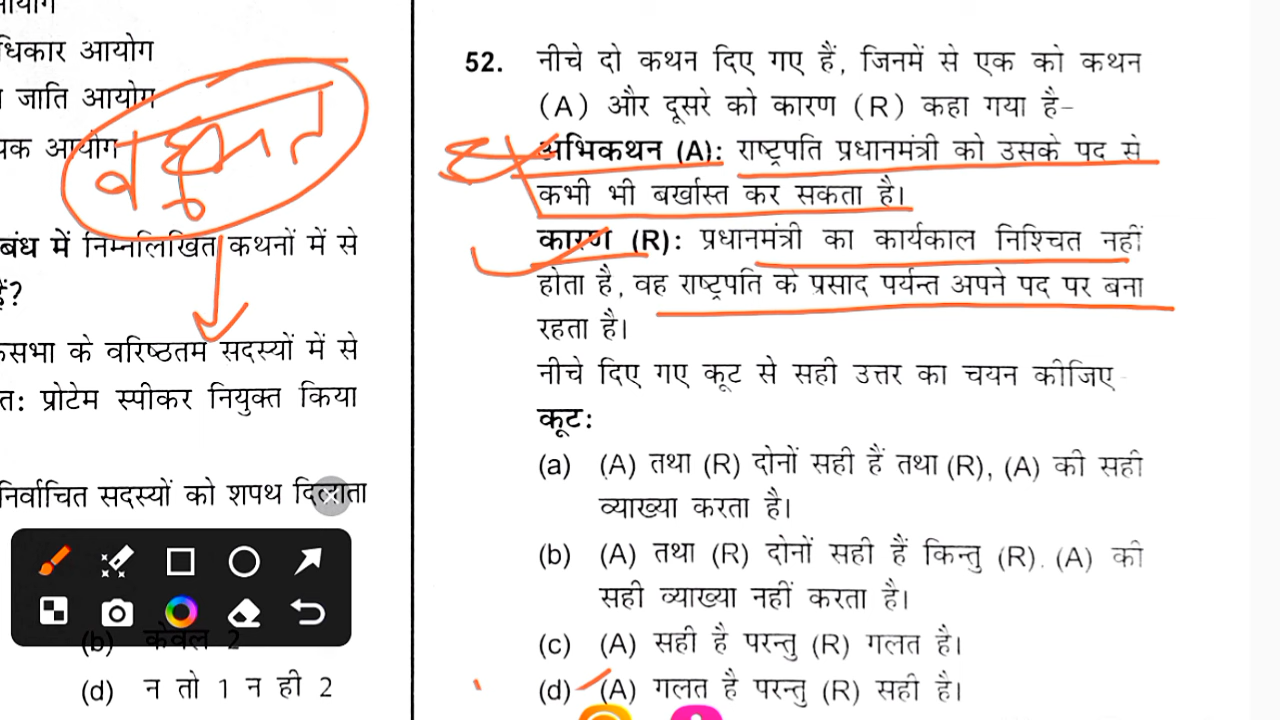 आयोग
धिकार आयोग
जाति आयोग
यक आयोग
बहुमत
बंध में निम्नलिखित कथनों में से
हैं?
कसभा के वरिष्ठतम सदस्यों में से
त: प्रोटेम स्पीकर नियुक्त किया
निर्वाचित सदस्यों को शपथ दिलाता
(b) केवल 2
(d) न तो 1 न ही 2
52. नीचे दो कथन दिए गए हैं, जिनमें से एक को कथन
(A) और दूसरे को कारण (R) कहा गया है-
अभिकथन (A): राष्ट्रपति प्रधानमंत्री को उसके पद से
कभी भी बर्खास्त कर सकता है।
कारण (R): प्रधानमंत्री का कार्यकाल निश्चित नहीं
होता है, वह राष्ट्रपति के प्रसाद पर्यन्त अपने पद पर बना
रहता है।
नीचे दिए गए कूट से सही उत्तर का चयन कीजिए-
कूट:
(a) (A) तथा (R) दोनों सही हैं तथा (R), (A) की सही
व्याख्या करता है।
(b) (A) तथा (R) दोनों सही हैं किन्तु (R). (A) की
सही व्याख्या नहीं करता है।
(c) (A) सही है परन्तु (R) गलत है।
(d) (A) गलत है परन्तु (R) सही है।